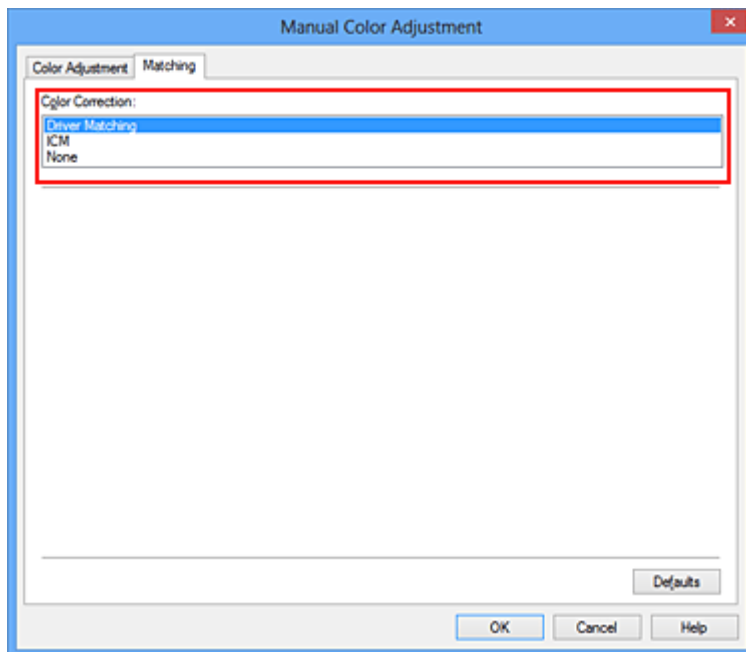 Manual Color Adjustment
Color Adjustment Matching
Color Correction:
Driver Matching
ICM
None
Defaults
OK Cancel Help